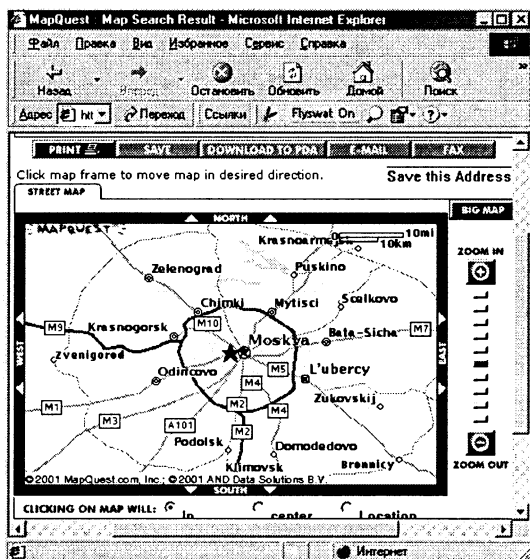 MapQuest : Map Search Result - Microsoft Internet Explorer
Файл Правка Вид Избранное Сервис Справка
Назад Вперед Остановить Обновить Домой Поиск
Адрес htt Переход Ссылки Flyswat On
PRINT SAVE DOWNLOAD TO PDA E-MAIL FAX
Click map frame to move map in desired direction. Save this Address
STREET MAP
BIG MAP
NORTH
MAPQUEST
10mi
10km
Krasnoarmejsk
ZOOM IN
Zelenograd
Puskino
Chimki
Mytisci
Scelkovo
M10
M9
Krasnogorsk
Moskva
Bala-Sicha
M7
WEST
EAST
Zvenigorod
Odincovo
M5
L'ubercy
M4
M1
M2
M4
Zukovskij
M3
A101
M2
Podolsk
Domodedovo
Klimovsk
Bronnicy
ZOOM OUT
©2001 MapQuest.com, Inc.; ©2001 AND Data Solutions B.V.
SOUTH
CLICKING ON MAP WILL: In center Location
Интернет